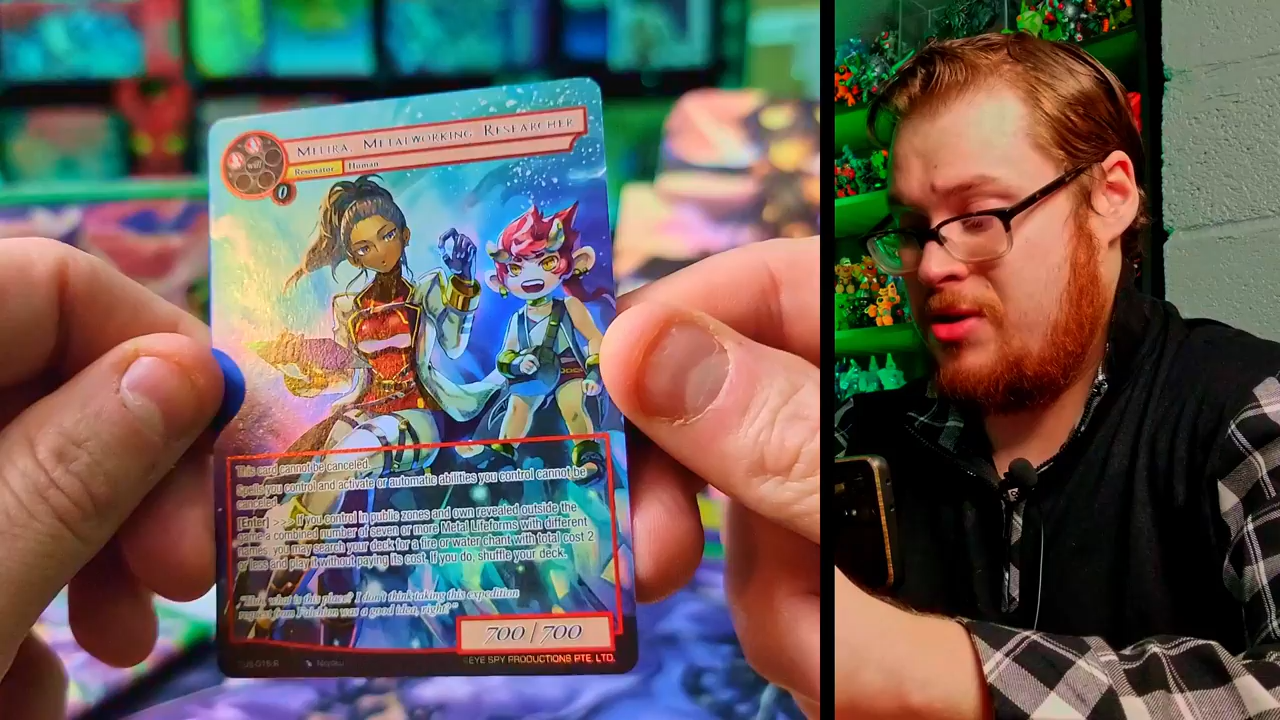 Melira, Metalworking Researcher
Resonator Human
Will
0
This card cannot be canceled.
Spells you control and activate or automatic abilities you control cannot be
canceled.
[Enter] >>> If you control in public zones and own revealed outside the
game a combined number of seven or more Metal Lifeforms with different
names, you may search your deck for a fire or water chant with total cost 2
or less and play it without paying its cost. If you do, shuffle your deck.
what is this place? I don't think taking this expedition
request from Falchion was a good idea, right?"
700 / 700
©EYE SPY PRODUCTIONS PTE. LTD.